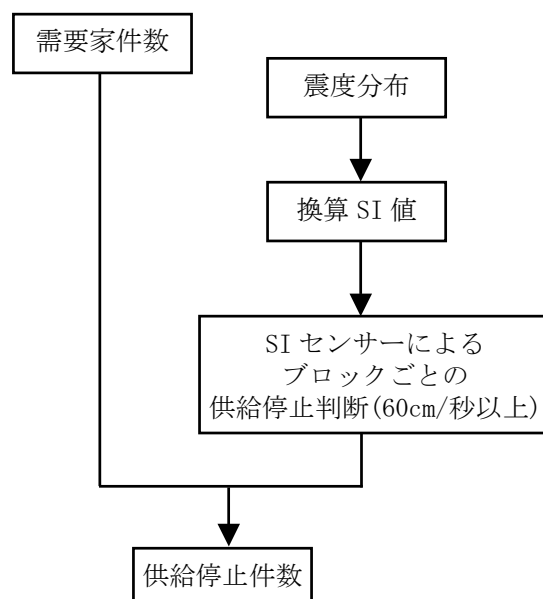 需要家件数
震度分布
換算 SI 値
SI センサーによる
ブロックごとの
供給停止判断(60cm/秒以上)
供給停止件数